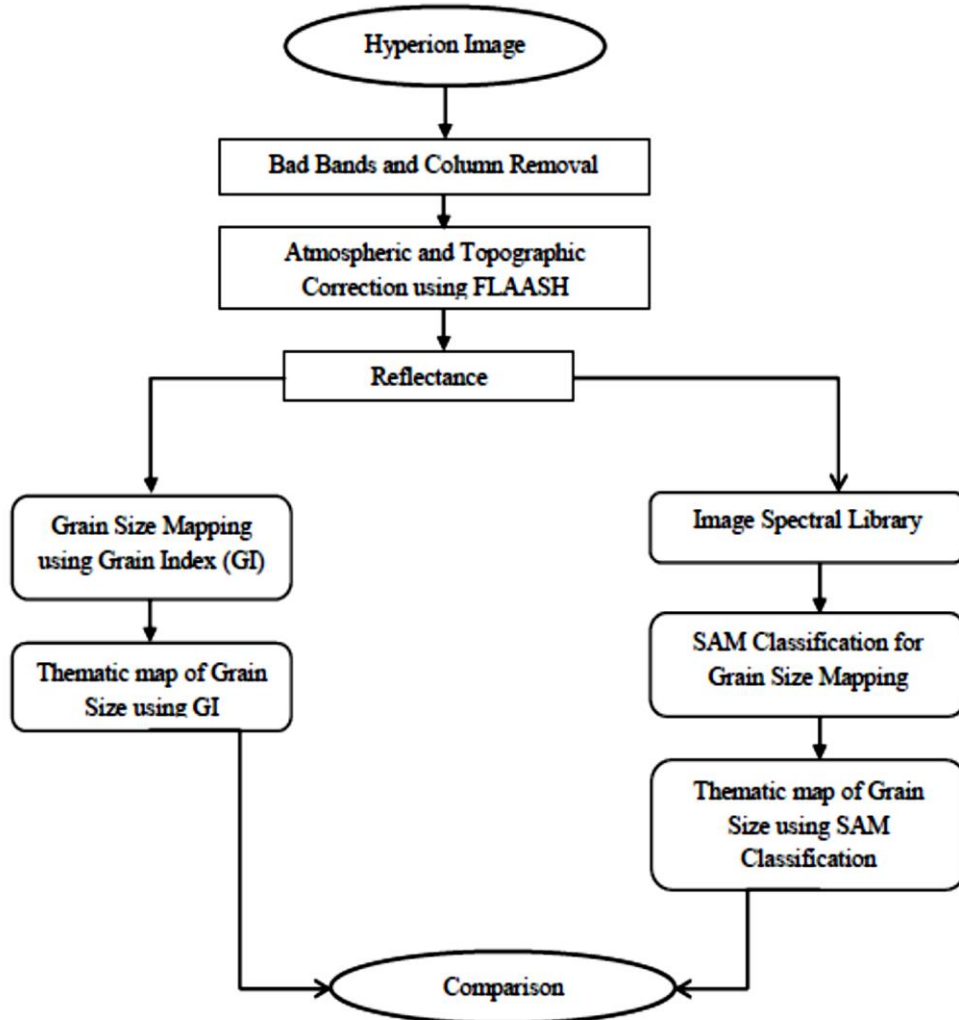 Hyperion Image
Bad Bands and Column Removal
Atmospheric and Topographic
Correction using FLAASH
Reflectance
Grain Size Mapping
using Grain Index (GI)
Thematic map of Grain
Size using GI
Image Spectral Library
SAM Classification for
Grain Size Mapping
Thematic map of Grain
Size using SAM
Classification
Comparison